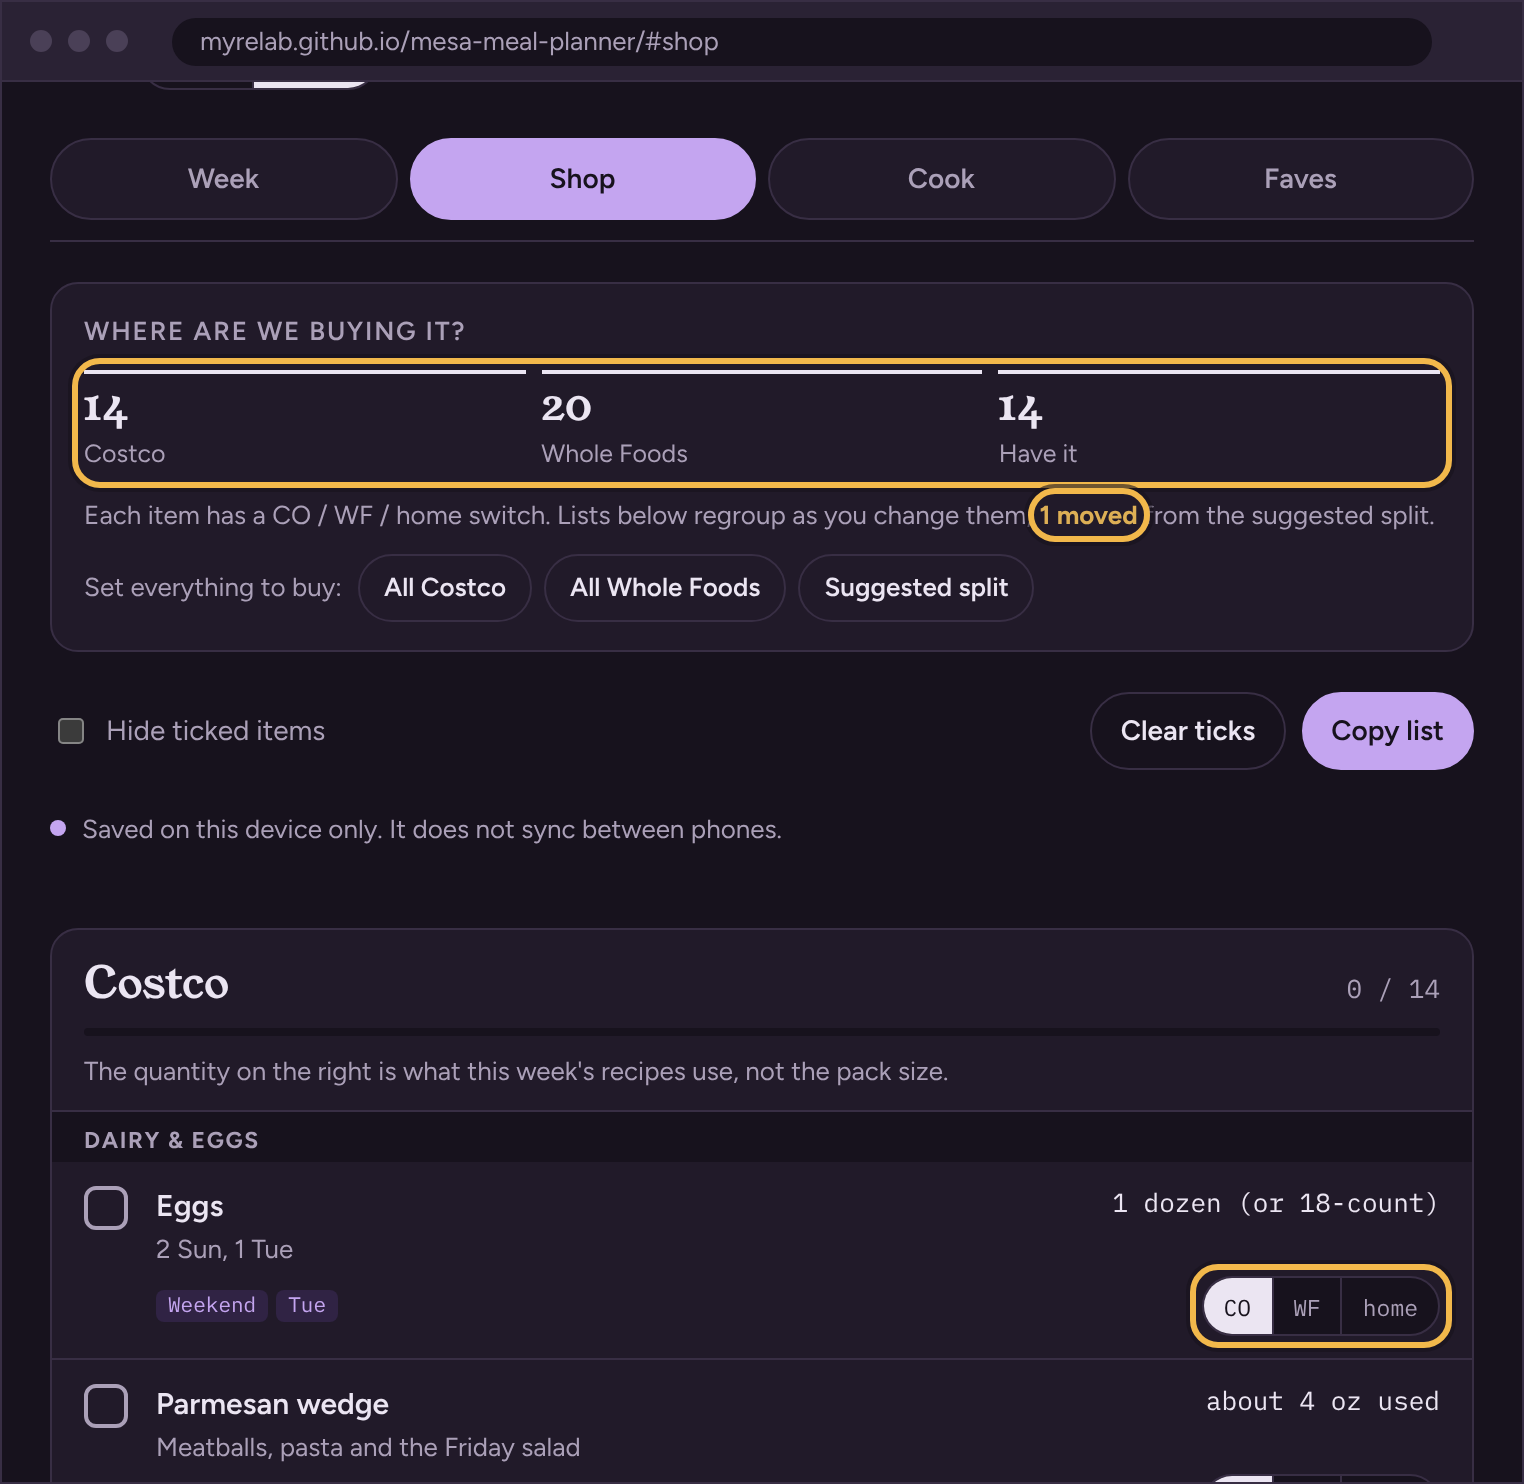 myrelab.github.io/mesa-meal-planner/#shop
Week
Shop
Cook
Faves
WHERE ARE WE BUYING IT?
14
Costco
20
Whole Foods
14
Have it
Each item has a CO / WF / home switch. Lists below regroup as you change them, 1 moved from the suggested split.
Set everything to buy:
All Costco
All Whole Foods
Suggested split
Hide ticked items
Clear ticks
Copy list
Saved on this device only. It does not sync between phones.
Costco
0 / 14
The quantity on the right is what this week's recipes use, not the pack size.
DAIRY & EGGS
Eggs
1 dozen (or 18-count)
2 Sun, 1 Tue
Weekend
Tue
CO
WF
home
Parmesan wedge
about 4 oz used
Meatballs, pasta and the Friday salad